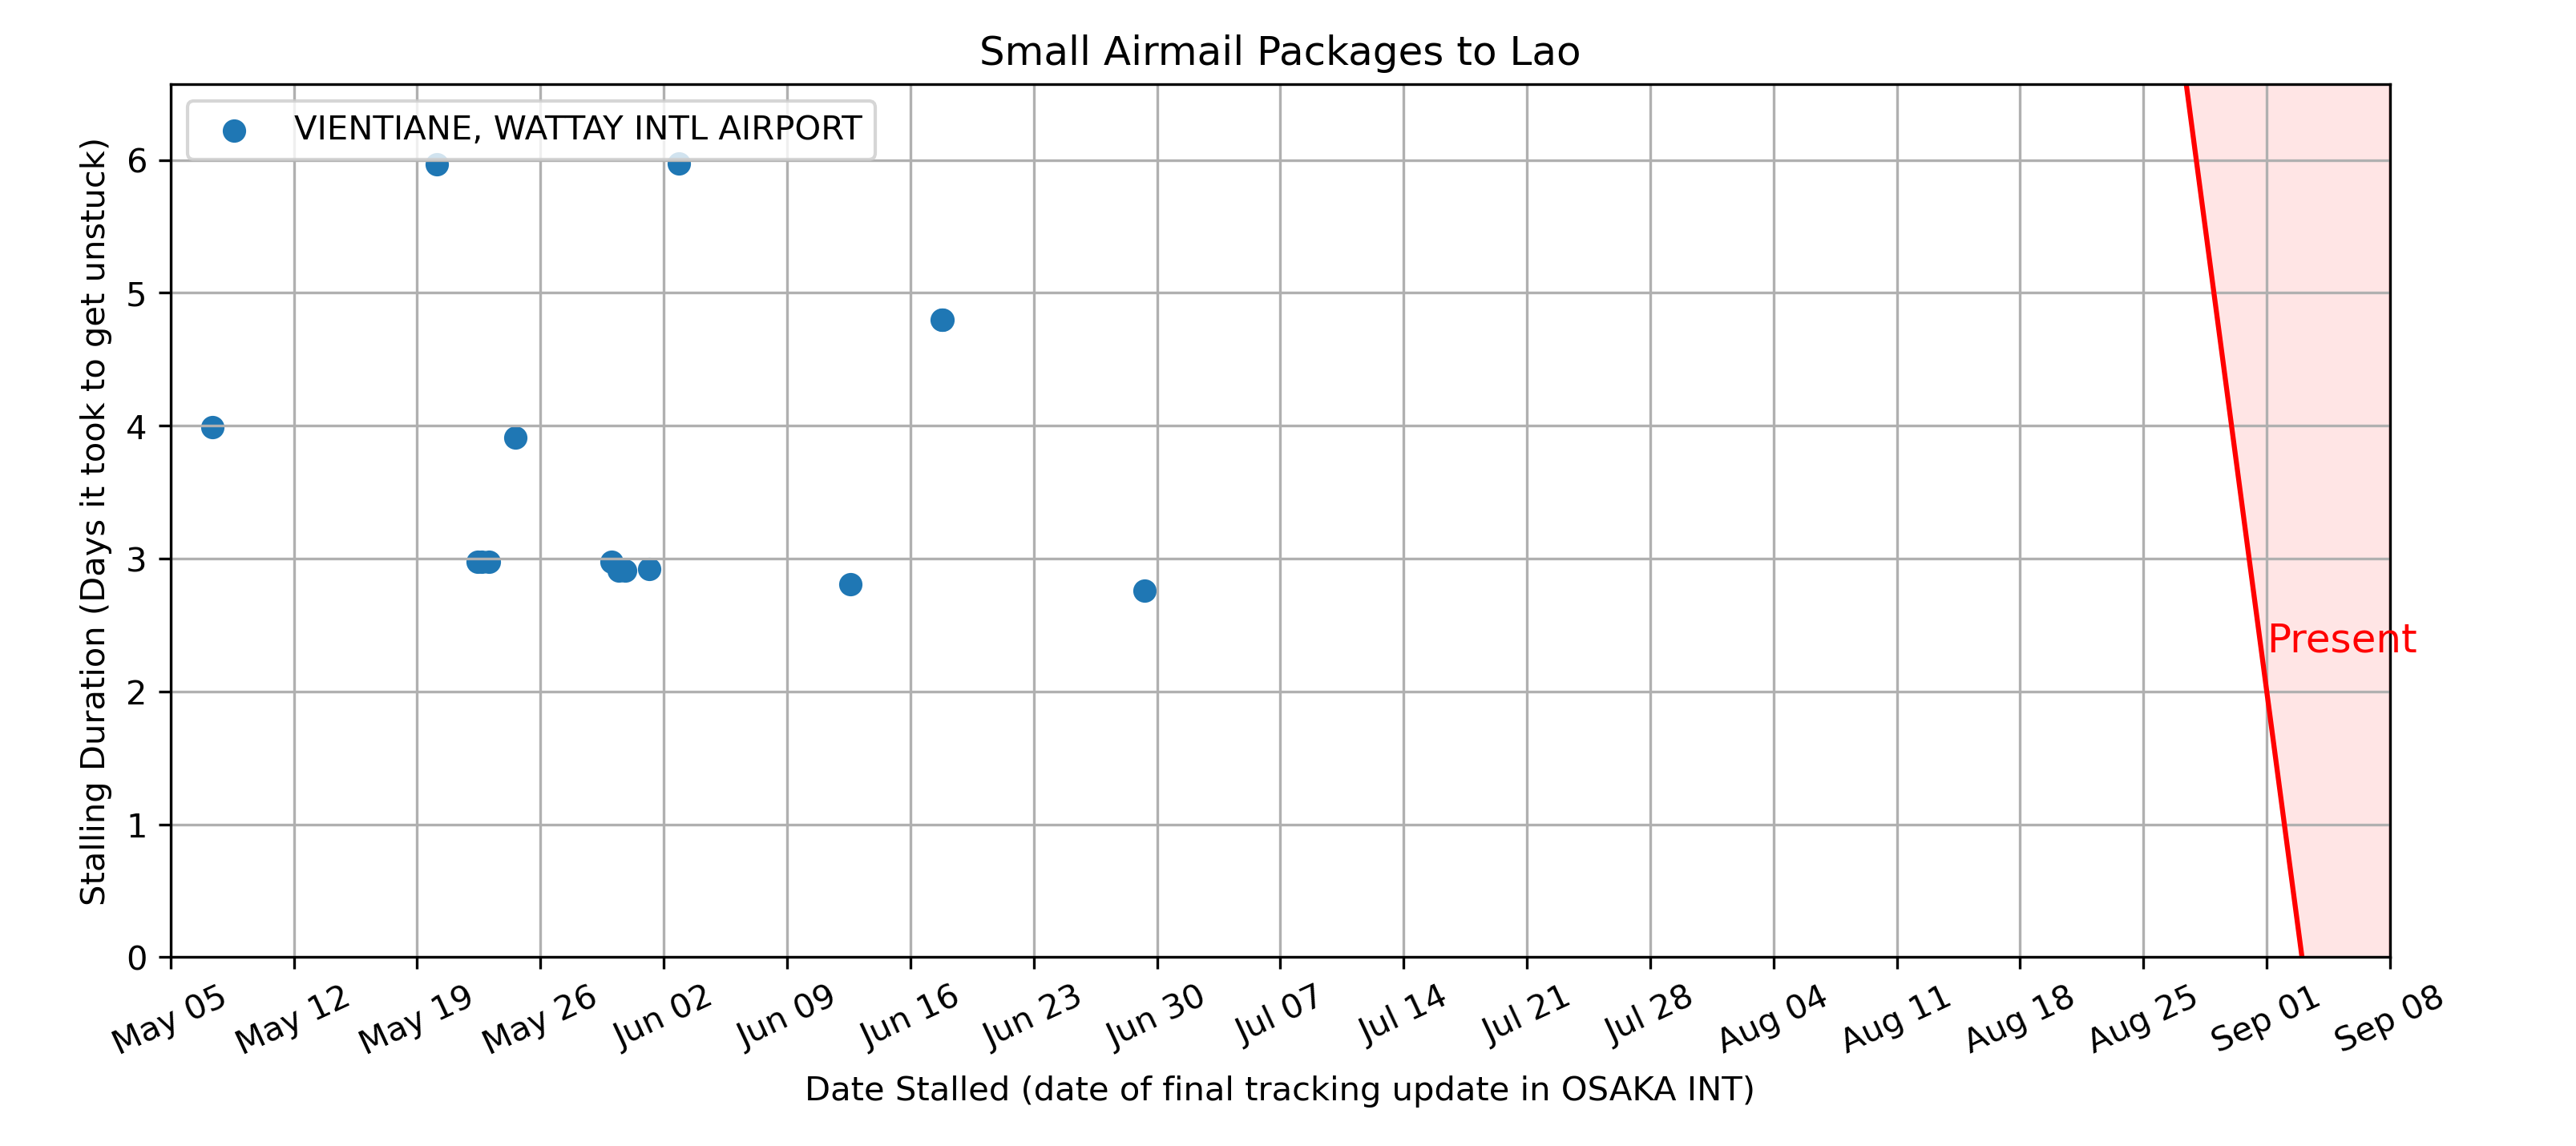 Small Airmail Packages to Lao
VIENTIANE, WATTAY INTL AIRPORT
Stalling Duration (Days it took to get unstuck)
6
5
4
3
2
1
0
Present
May 05
May 12
May 19
May 26
Jun 02
Jun 09
Jun 16
Jun 23
Jun 30
Jul 07
Jul 14
Jul 21
Jul 28
Aug 04
Aug 11
Aug 18
Aug 25
Sep 01
Sep 08
Date Stalled (date of final tracking update in OSAKA INT)